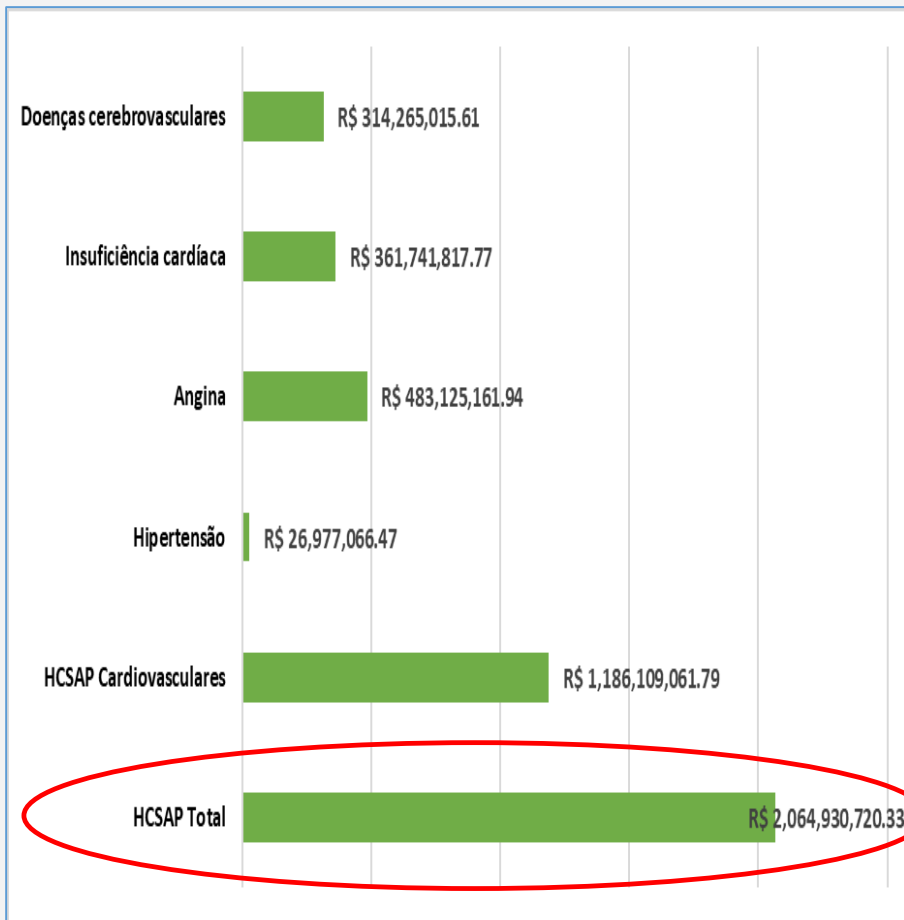 Doenças cerebrovasculares R$ 314,265,015.61
Insuficiência cardíaca R$ 361,741,817.77
Angina R$ 483,125,161.94
Hipertensão R$ 26,977,066.47
HCSAP Cardiovasculares R$ 1,186,109,061.79
HCSAP Total R$ 2,064,930,720.33